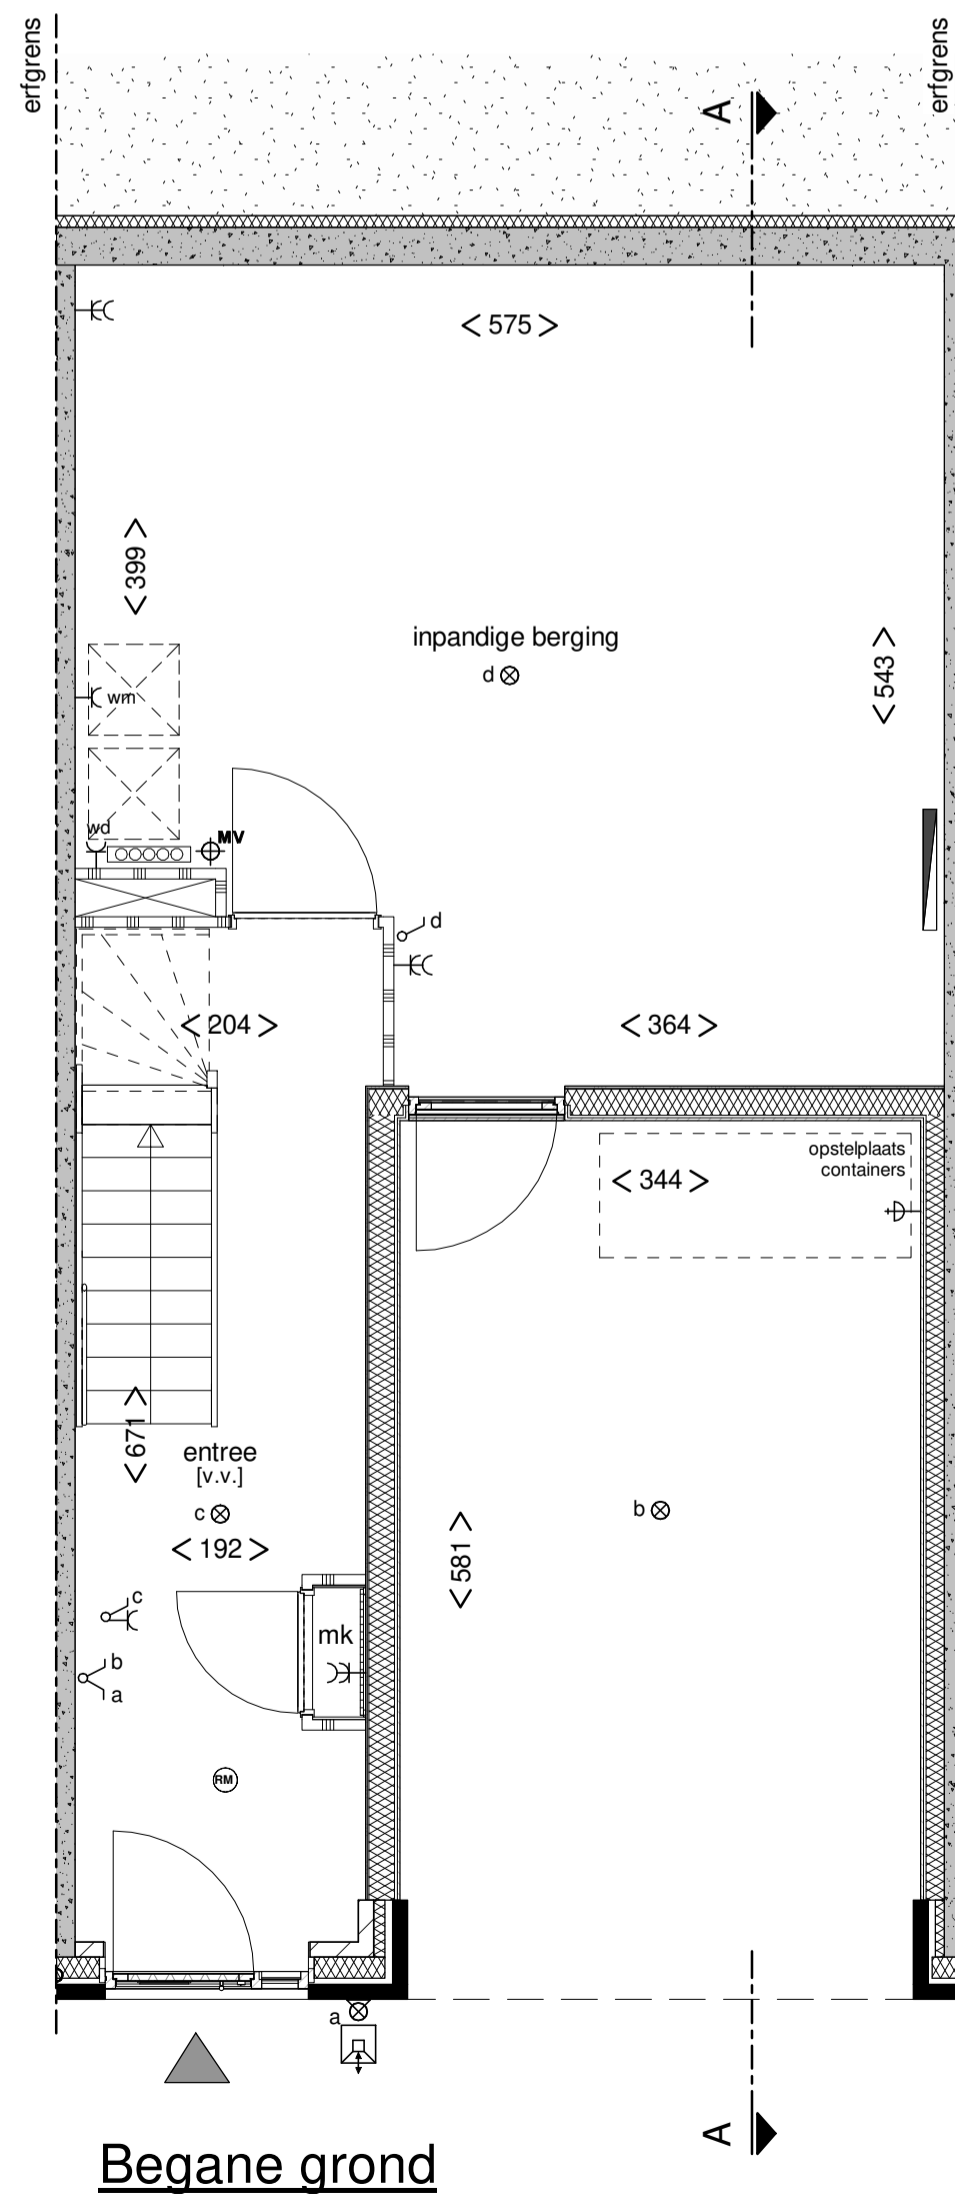 erfgrens
erfgrens
A
< 575 >
< 399 >
inpandige berging
d
< 543 >
wm
wd
MV
d
< 204 >
< 364 >
opstelplaats
containers
< 344 >
< 671 >
entree
[v.v.]
c
b
< 192 >
< 581 >
c
mk
b
a
RM
a
A
Begane grond